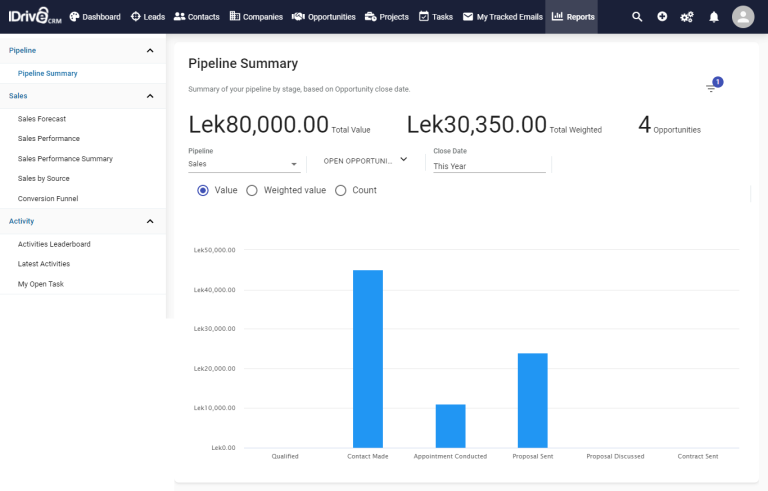 IDrive CRM Dashboard Leads Contacts Companies Opportunities Projects Tasks My Tracked Emails Reports
Pipeline
Pipeline Summary
Sales
Sales Forecast
Sales Performance
Sales Performance Summary
Sales by Source
Conversion Funnel
Activity
Activities Leaderboard
Latest Activities
My Open Task
Pipeline Summary
Summary of your pipeline by stage, based on Opportunity close date.
1
Lek80,000.00 Total Value Lek30,350.00 Total Weighted 4 Opportunities
Pipeline
Sales
OPEN OPPORTUNI...
Close Date
This Year
Value Weighted value Count
Lek50,000.00
Lek40,000.00
Lek30,000.00
Lek20,000.00
Lek10,000.00
Lek0.00
Qualified Contact Made Appointment Conducted Proposal Sent Proposal Discussed Contract Sent